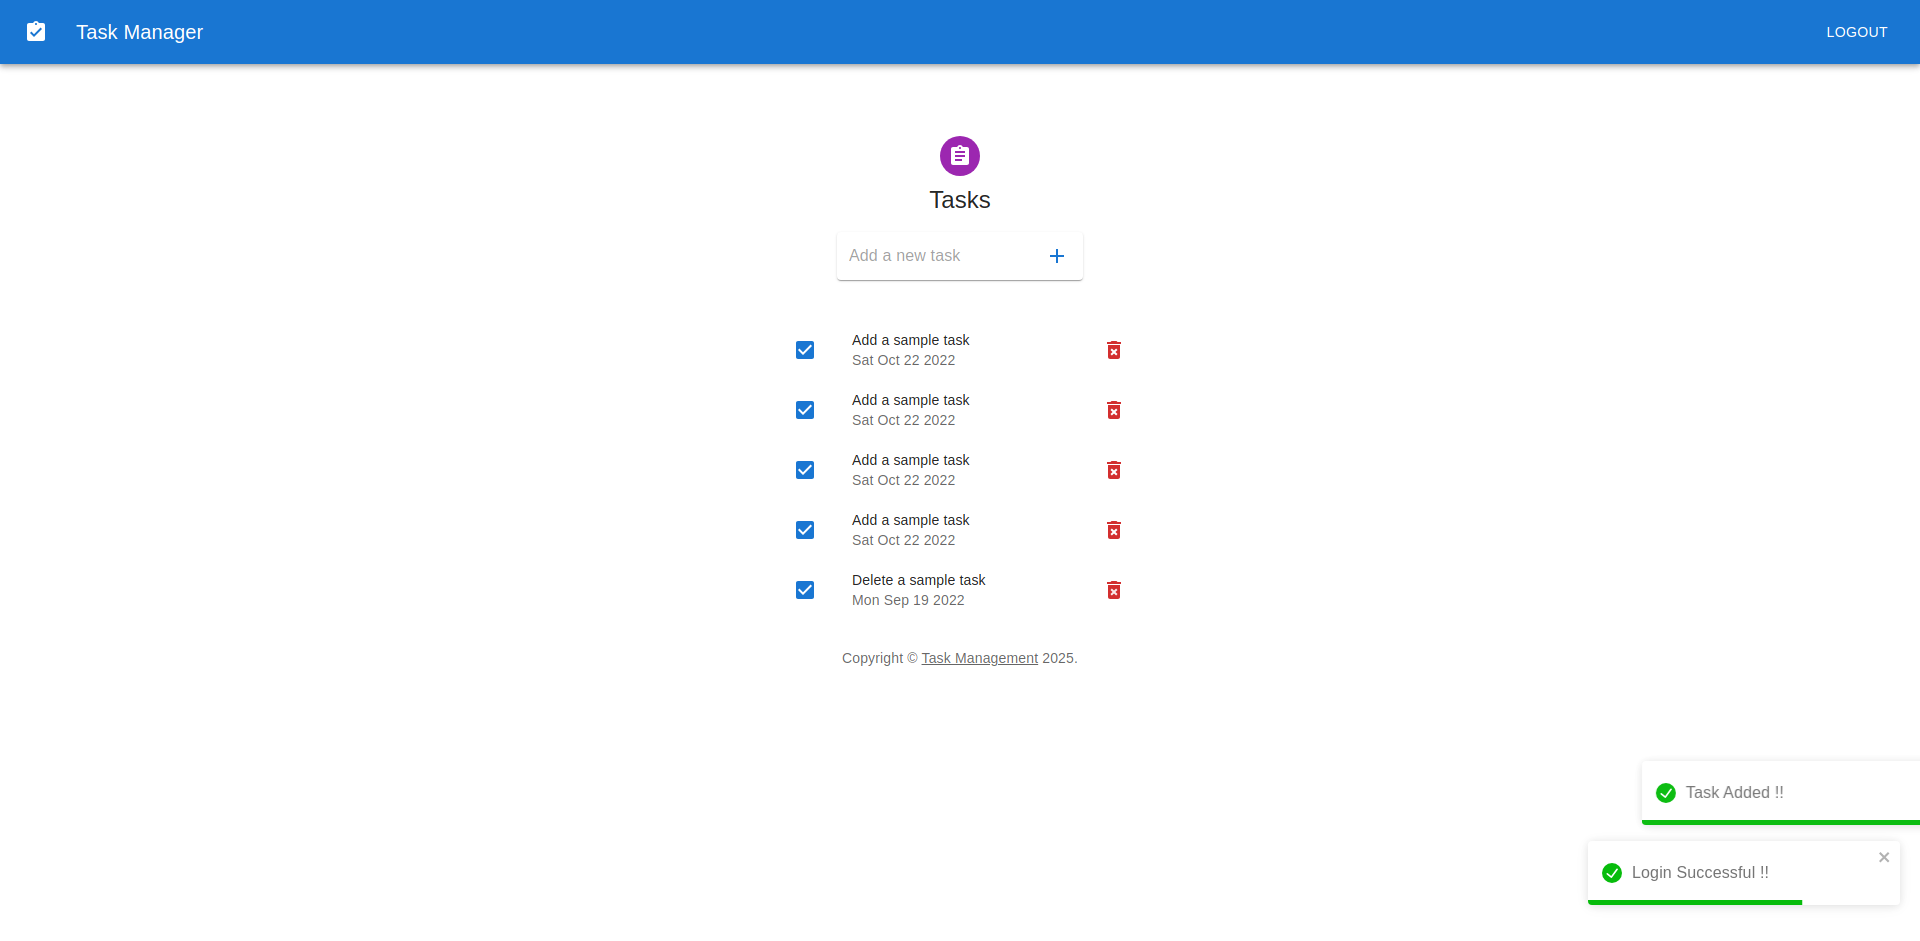 Task Manager
LOGOUT
Tasks
Add a new task
Add a sample task
Sat Oct 22 2022
Add a sample task
Sat Oct 22 2022
Add a sample task
Sat Oct 22 2022
Add a sample task
Sat Oct 22 2022
Delete a sample task
Mon Sep 19 2022
Copyright © Task Management 2025.
Task Added !!
Login Successful !!